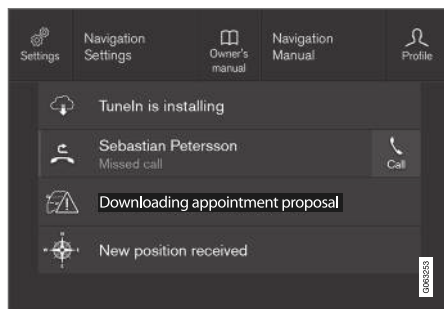 Settings
Navigation
Settings
Owner's
manual
Navigation
Manual
Profile
TuneIn is installing
Sebastian Petersson
Missed call
Call
Downloading appointment proposal
New position received
G063253